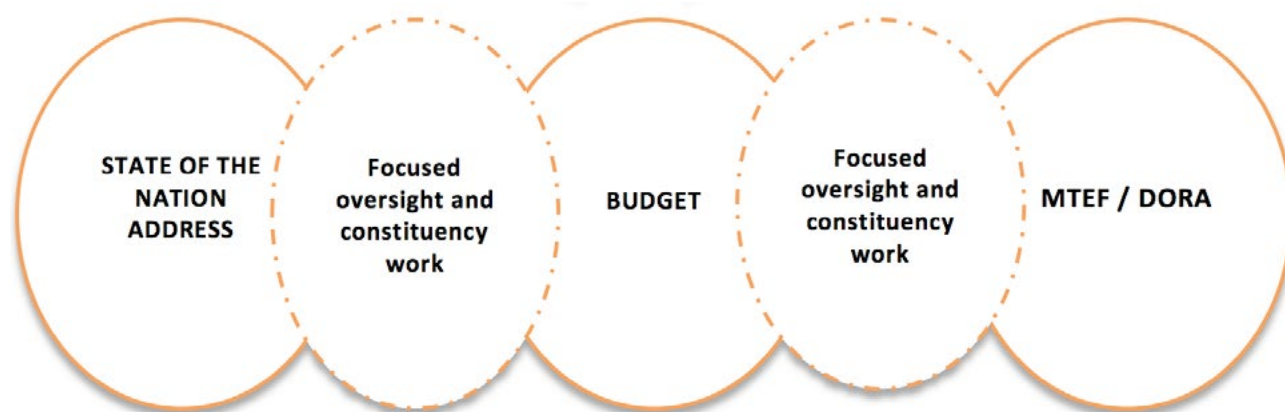 STATE OF THE
NATION
ADDRESS
Focused
oversight and
constituency
work
BUDGET
Focused
oversight and
constituency
work
MTEF / DORA